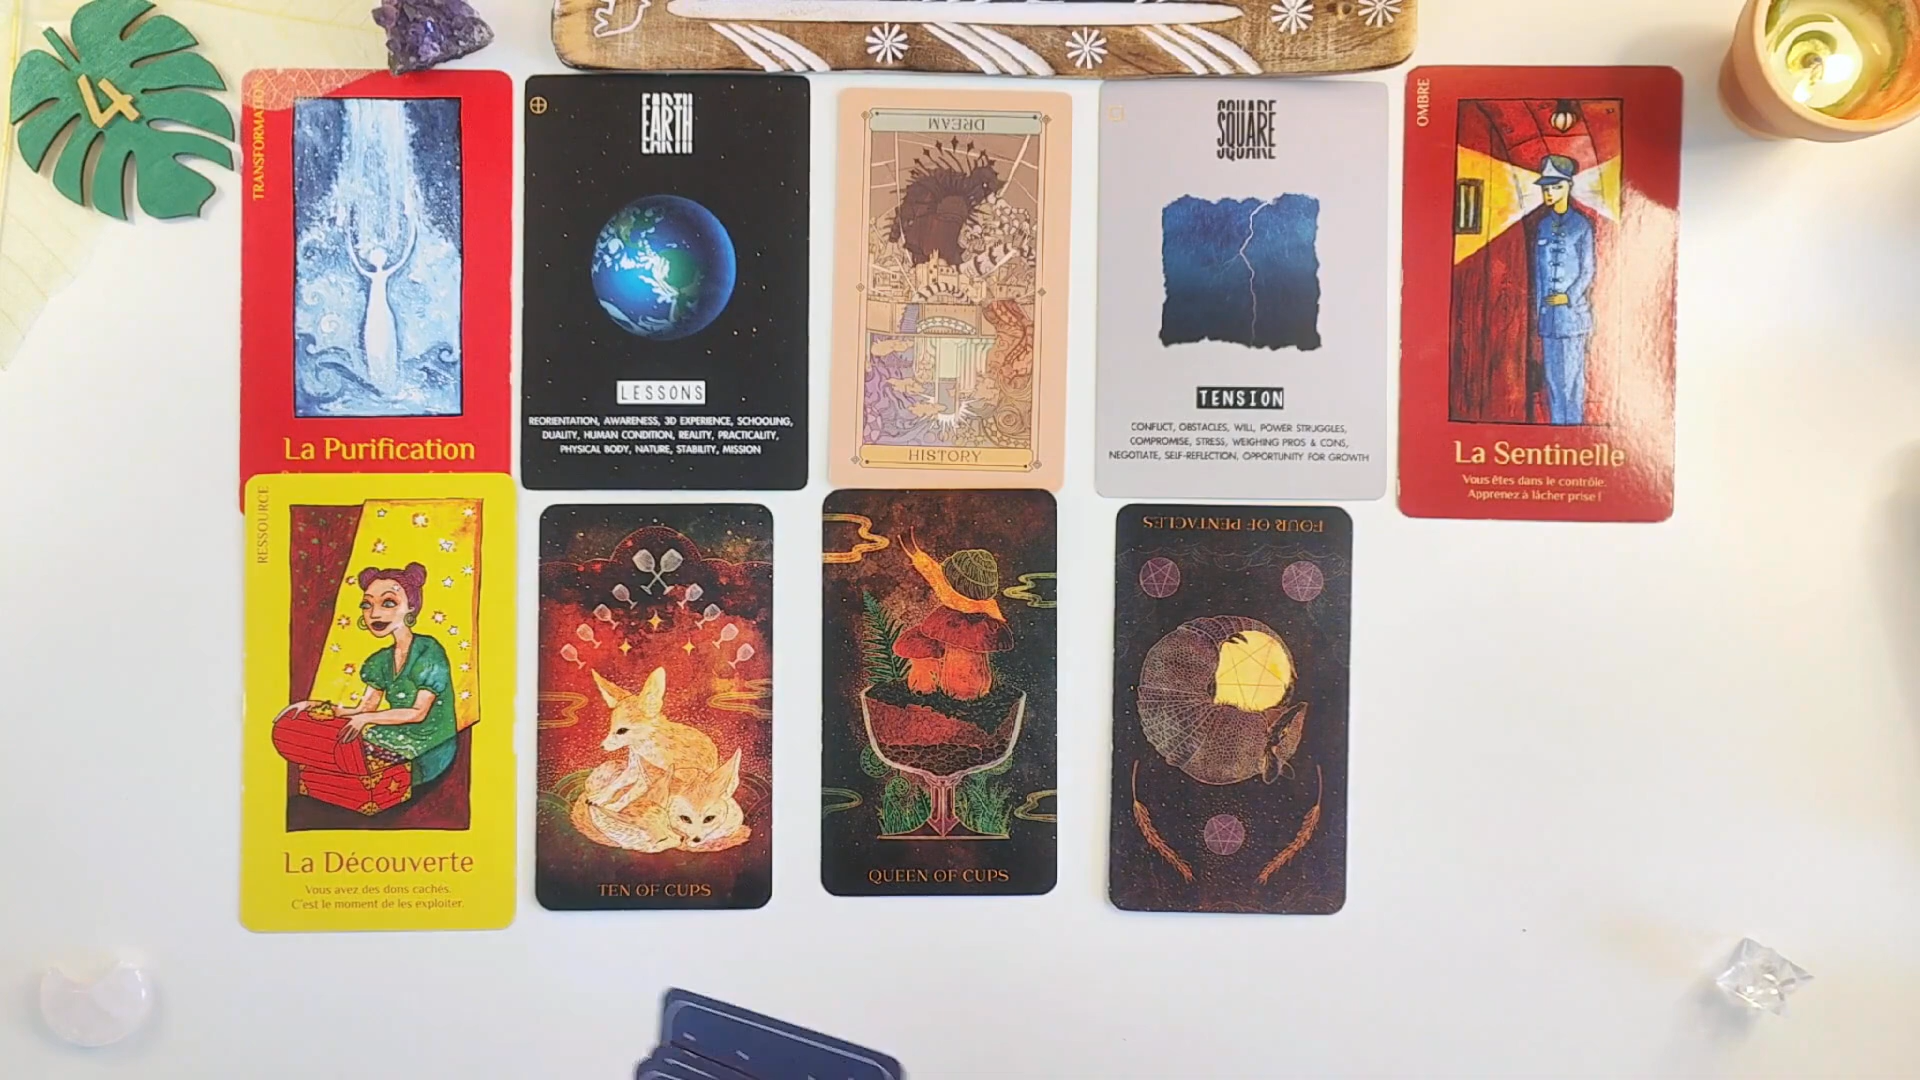 4
TRANSFORMATION
La Purification
EARTH
LESSONS
REORIENTATION, AWARENESS, 3D EXPERIENCE, SCHOOLING,
DUALITY, HUMAN CONDITION, REALITY, PRACTICALITY,
PHYSICAL BODY, NATURE, STABILITY, MISSION
DREAM
HISTORY
SQUARE
TENSION
CONFLICT, OBSTACLES, WILL, POWER STRUGGLES,
COMPROMISE, STRESS, WEIGHING PROS & CONS,
NEGOTIATE, SELF-REFLECTION, OPPORTUNITY FOR GROWTH
OMBRE
La Sentinelle
Vous êtes dans le contrôle.
Apprenez à lâcher prise !
RESSOURCE
La Découverte
Vous avez des dons cachés.
C'est le moment de les exploiter.
TEN OF CUPS
QUEEN OF CUPS
FOUR OF PENTACLES